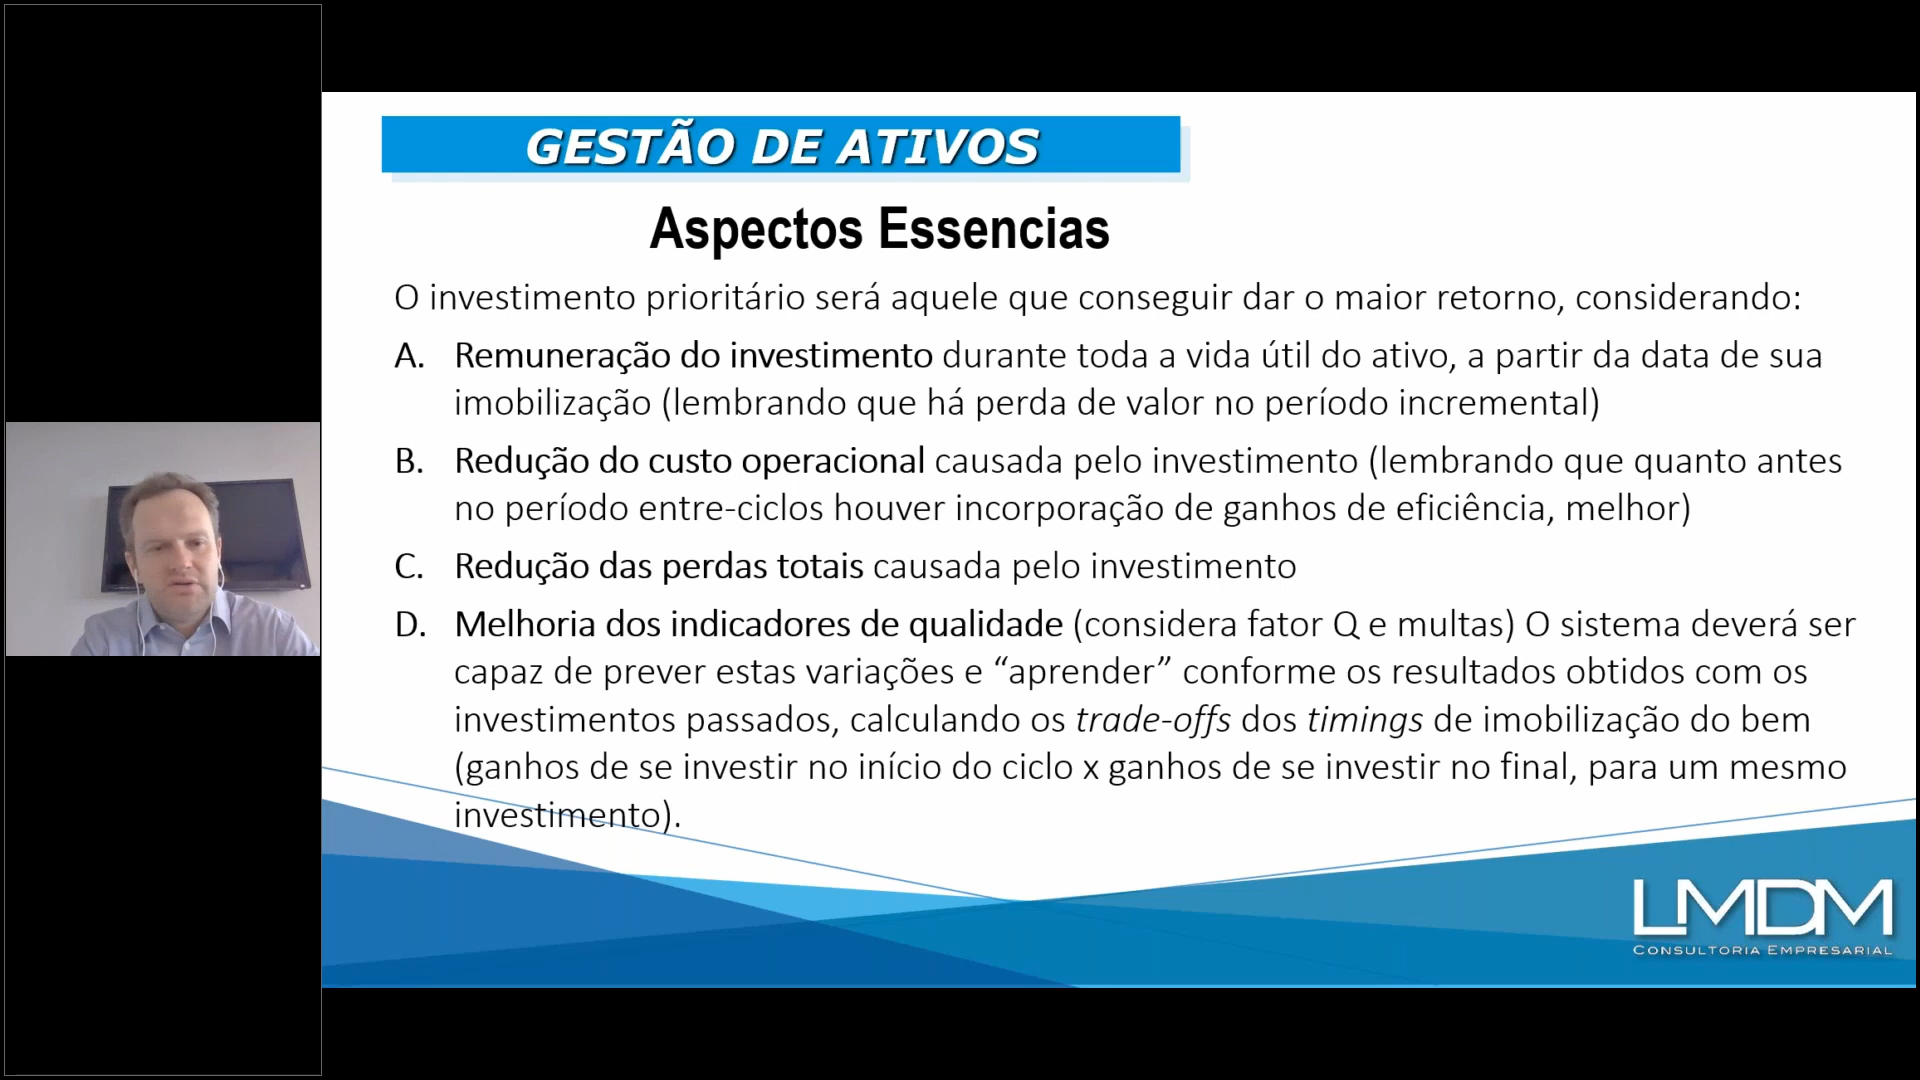 GESTÃO DE ATIVOS
Aspectos Essencias
O investimento prioritário será aquele que conseguir dar o maior retorno, considerando:
A. Remuneração do investimento durante toda a vida útil do ativo, a partir da data de sua
imobilização (lembrando que há perda de valor no período incremental)
B. Redução do custo operacional causada pelo investimento (lembrando que quanto antes
no período entre-ciclos houver incorporação de ganhos de eficiência, melhor)
C. Redução das perdas totais causada pelo investimento
D. Melhoria dos indicadores de qualidade (considera fator Q e multas) O sistema deverá ser
capaz de prever estas variações e “aprender” conforme os resultados obtidos com os
investimentos passados, calculando os trade-offs dos timings de imobilização do bem
(ganhos de se investir no início do ciclo x ganhos de se investir no final, para um mesmo
investimento).
LMDM
CONSULTORIA EMPRESARIAL